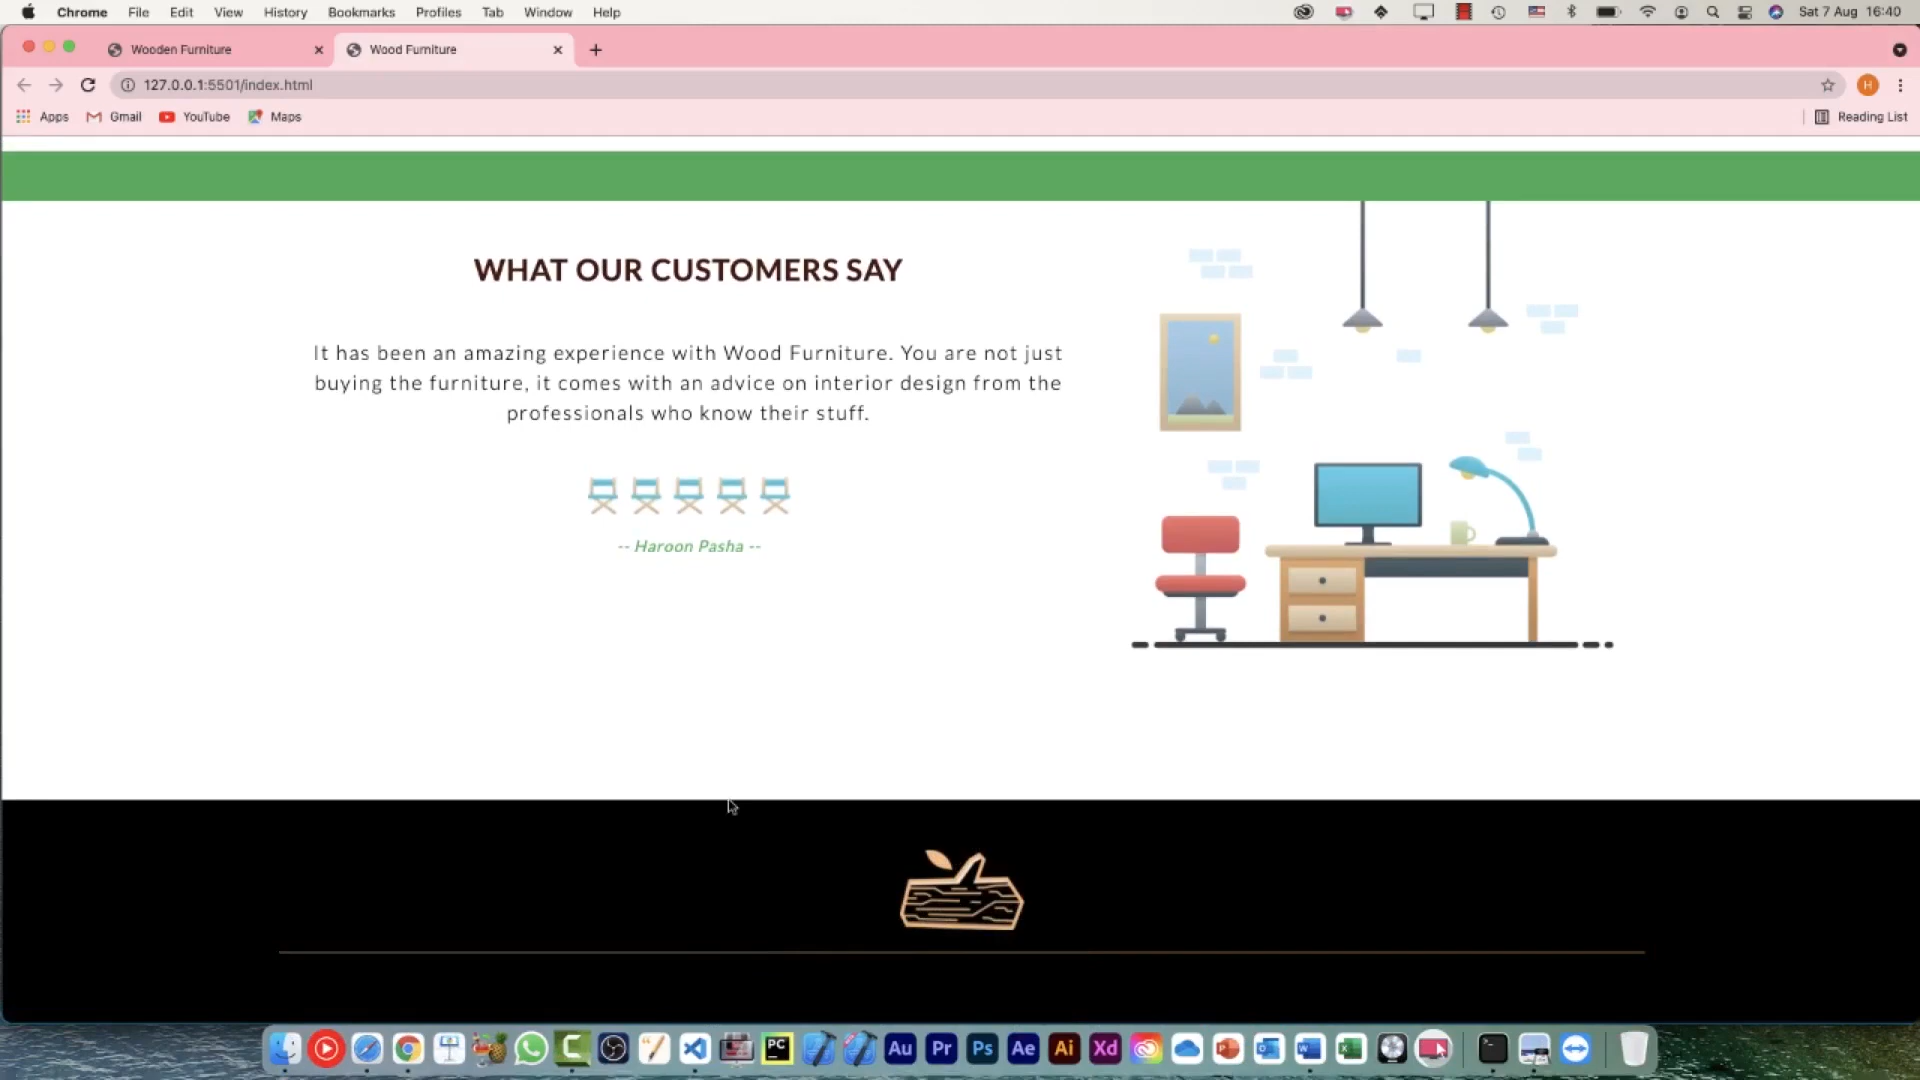 Chrome File Edit View History Bookmarks Profiles Tab Window Help Sat 7 Aug 16:40
Wooden Furniture Wood Furniture
127.0.0.1:5501/index.html H
Apps Gmail YouTube Maps Reading List
WHAT OUR CUSTOMERS SAY
It has been an amazing experience with Wood Furniture. You are not just
buying the furniture, it comes with an advice on interior design from the
professionals who know their stuff.
-- Haroon Pasha --
PC Au Pr Ps Ae Ai Xd